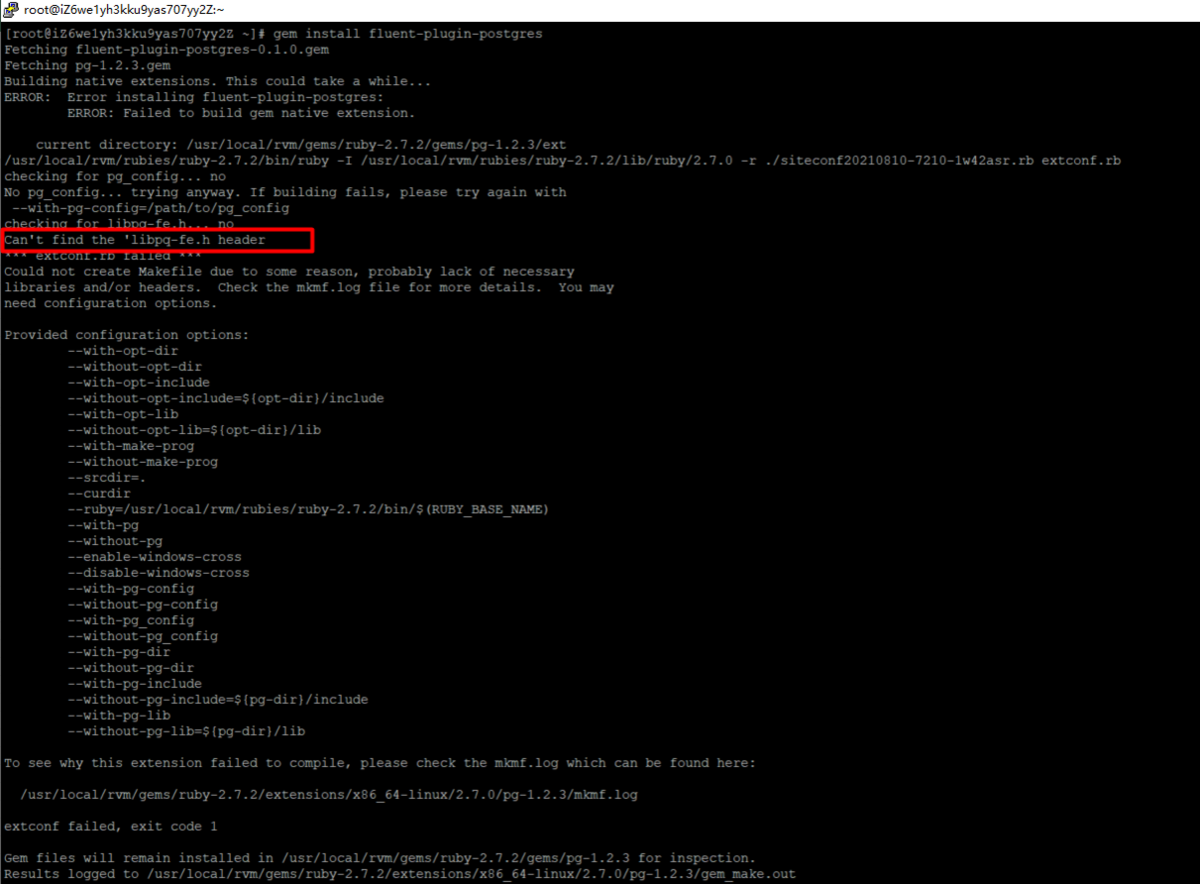 root@iZ6we1yh3kku9yas707yy2Z:~
[root@iZ6we1yh3kku9yas707yy2Z ~]# gem install fluent-plugin-postgres
Fetching fluent-plugin-postgres-0.1.0.gem
Fetching pg-1.2.3.gem
Building native extensions. This could take a while...
ERROR:  Error installing fluent-plugin-postgres:
        ERROR: Failed to build gem native extension.
    current directory: /usr/local/rvm/gems/ruby-2.7.2/gems/pg-1.2.3/ext
/usr/local/rvm/rubies/ruby-2.7.2/bin/ruby -I /usr/local/rvm/rubies/ruby-2.7.2/lib/ruby/2.7.0 -r ./siteconf20210810-7210-1w42asr.rb extconf.rb
checking for pg_config... no
No pg_config... trying anyway. If building fails, please try again with
 --with-pg-config=/path/to/pg_config
checking for libpq-fe.h... no
Can't find the 'libpq-fe.h header
*** extconf.rb failed ***
Could not create Makefile due to some reason, probably lack of necessary
libraries and/or headers.  Check the mkmf.log file for more details.  You may
need configuration options.
Provided configuration options:
        --with-opt-dir
        --without-opt-dir
        --with-opt-include
        --without-opt-include=${opt-dir}/include
        --with-opt-lib
        --without-opt-lib=${opt-dir}/lib
        --with-make-prog
        --without-make-prog
        --srcdir=.
        --curdir
        --ruby=/usr/local/rvm/rubies/ruby-2.7.2/bin/$(RUBY_BASE_NAME)
        --with-pg
        --without-pg
        --enable-windows-cross
        --disable-windows-cross
        --with-pg-config
        --without-pg-config
        --with-pg_config
        --without-pg_config
        --with-pg-dir
        --without-pg-dir
        --with-pg-include
        --without-pg-include=${pg-dir}/include
        --with-pg-lib
        --without-pg-lib=${pg-dir}/lib
To see why this extension failed to compile, please check the mkmf.log which can be found here:
  /usr/local/rvm/gems/ruby-2.7.2/extensions/x86_64-linux/2.7.0/pg-1.2.3/mkmf.log
extconf failed, exit code 1
Gem files will remain installed in /usr/local/rvm/gems/ruby-2.7.2/gems/pg-1.2.3 for inspection.
Results logged to /usr/local/rvm/gems/ruby-2.7.2/extensions/x86_64-linux/2.7.0/pg-1.2.3/gem_make.out